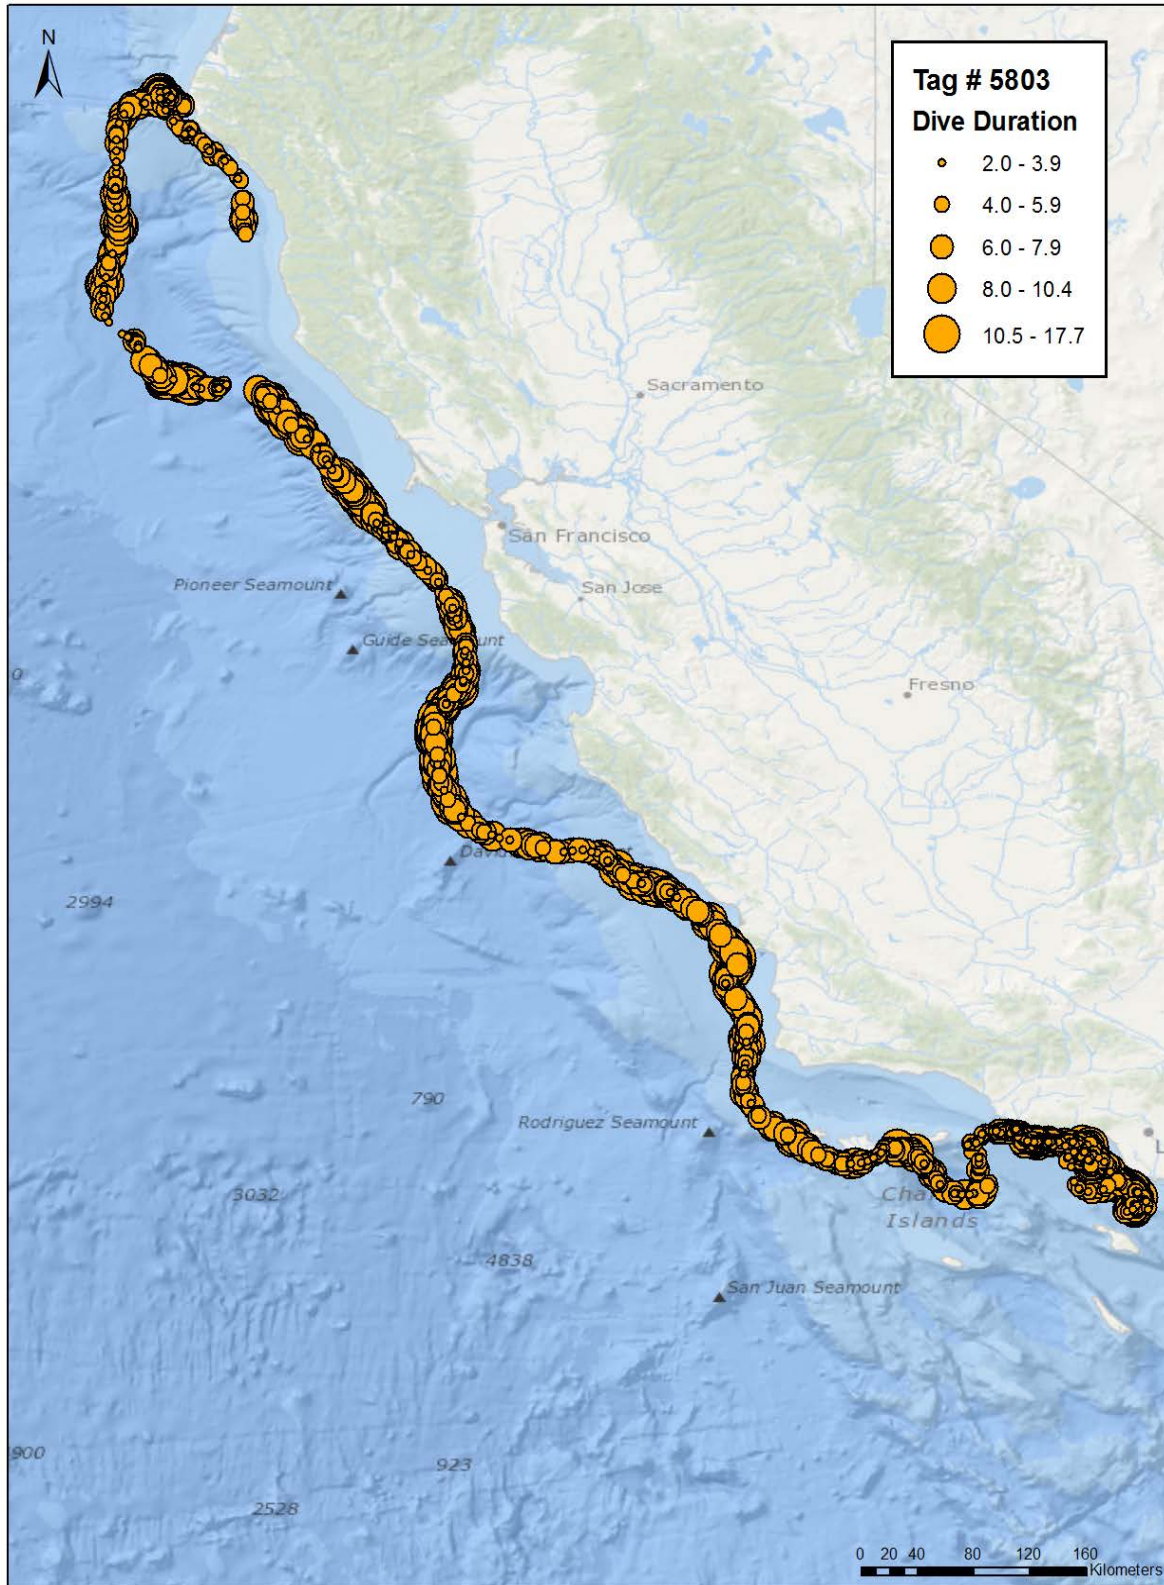 N
Tag # 5803
Dive Duration
2.0 - 3.9
4.0 - 5.9
6.0 - 7.9
8.0 - 10.4
10.5 - 17.7
Sacramento
San Francisco
San Jose
Pioneer Seamount
Guide Seamount
Fresno
2994
790
Rodriguez Seamount
3032
Islands
4838
San Juan Seamount
900
923
2528
0 20 40 80 120 160
Kilometers